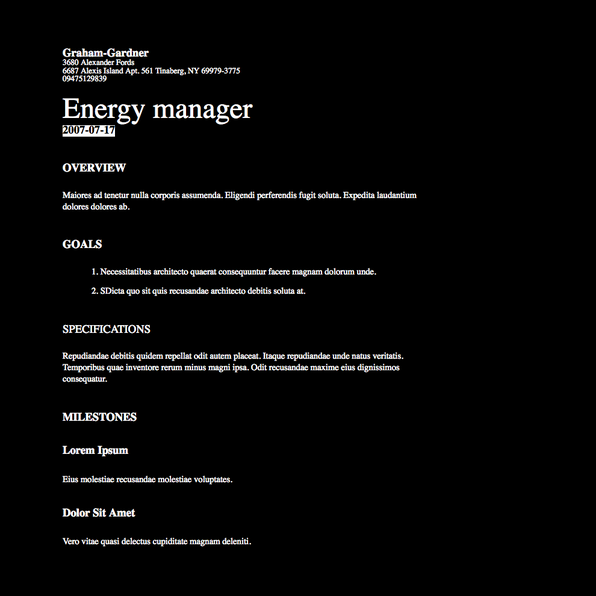 Graham-Gardner
3680 Alexander Fords
6687 Alexis Island Apt. 561 Tinaberg, NY 69979-3775
09475129839
Energy manager
2007-07-17
OVERVIEW
Maiores ad tenetur nulla corporis assumenda. Eligendi perferendis fugit soluta. Expedita laudantium
dolores dolores ab.
GOALS
1. Necessitatibus architecto quaerat consequuntur facere magnam dolorum unde.
2. SDicta quo sit quis recusandae architecto debitis soluta at.
SPECIFICATIONS
Repudiandae debitis quidem repellat odit autem placeat. Itaque repudiandae unde natus veritatis.
Temporibus quae inventore rerum minus magni ipsa. Odit recusandae maxime eius dignissimos
consequatur.
MILESTONES
Lorem Ipsum
Eius molestiae recusandae molestiae voluptates.
Dolor Sit Amet
Vero vitae quasi delectus cupiditate magnam deleniti.